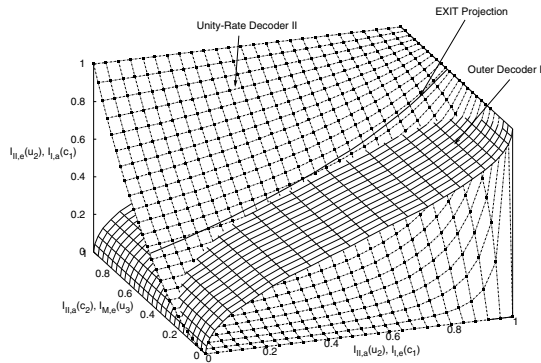 EXIT Projection
Unity-Rate Decoder II
Outer Decoder I
1
0.8
0.6
0.4
0.2
0
I_{II,e}(u_2), I_{I,a}(c_1)
0.8
0.6
0.4
0.2
0
I_{II,a}(c_2), I_{M,e}(u_3)
0
0.2
0.4
0.6
0.8
1
I_{II,a}(u_2), I_{I,e}(c_1)